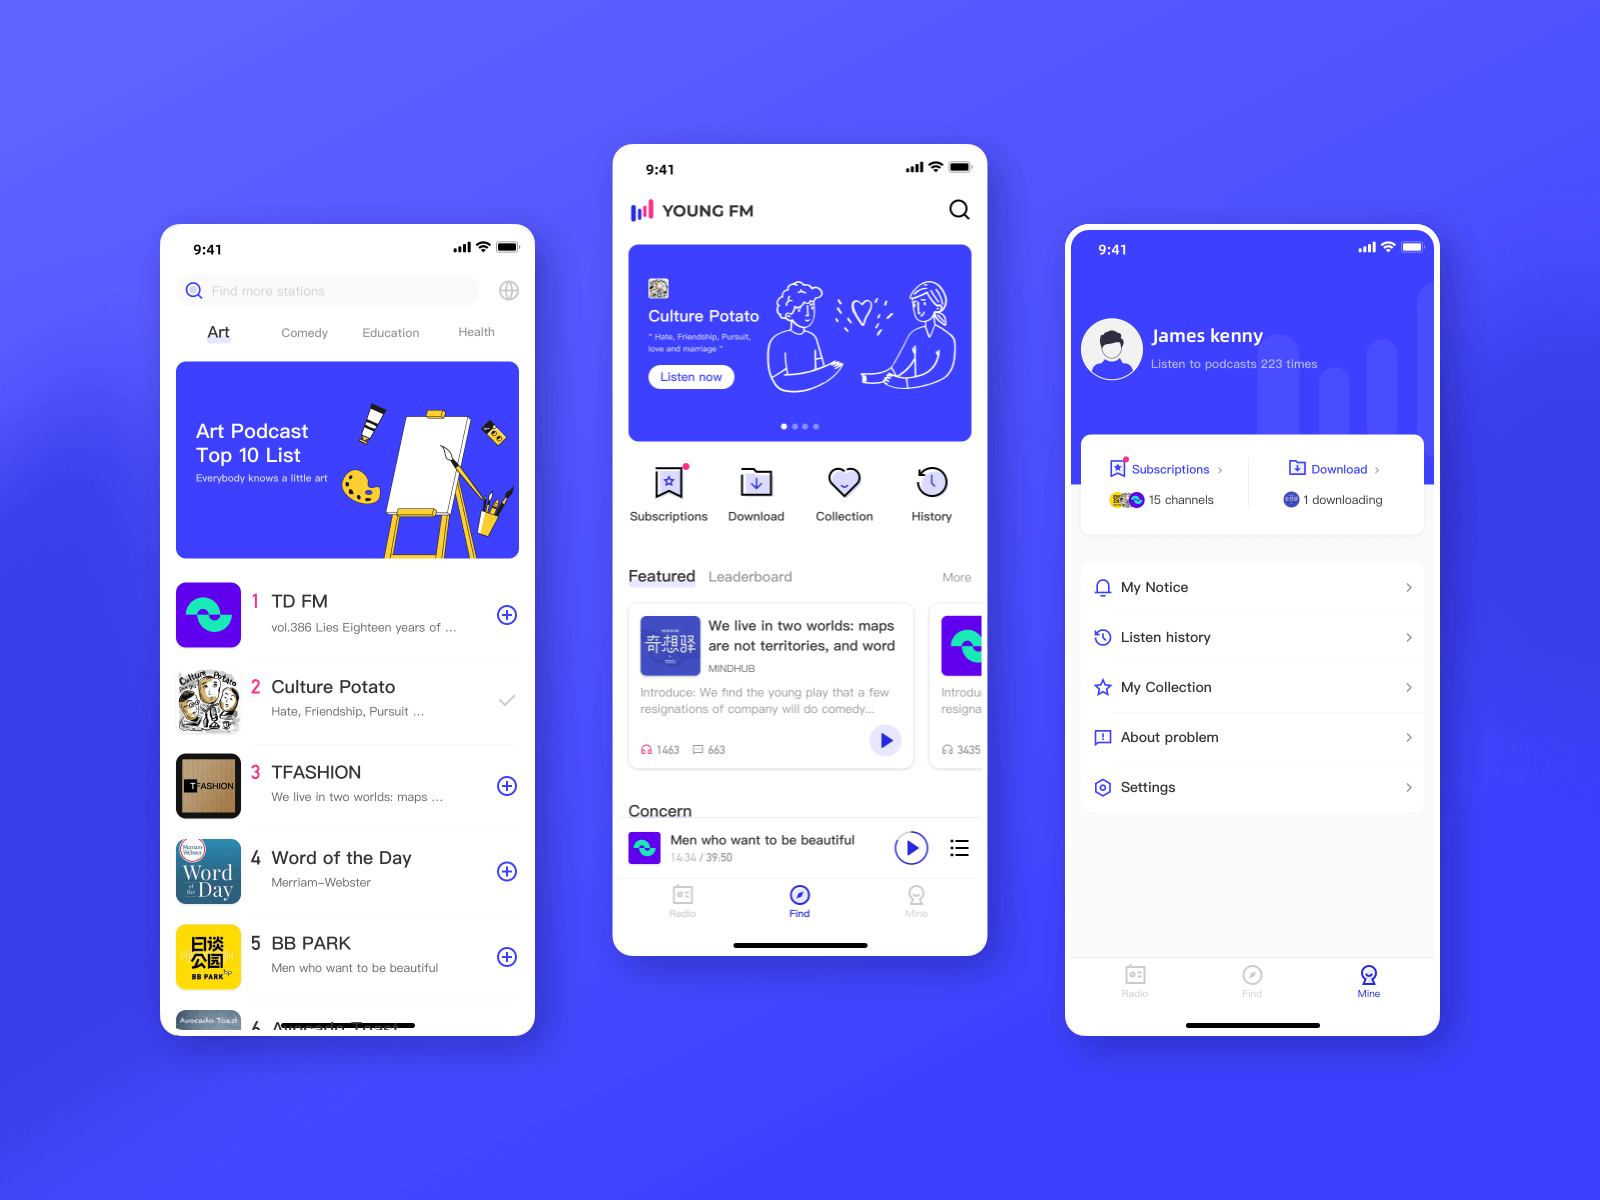 9:41
Find more stations
Art
Comedy
Education
Health
Art Podcast
Top 10 List
Everybody knows a little art
1 TD FM
vol.386 Lies Eighteen years of ...
Culture Potato
2 Culture Potato
Hate, Friendship, Pursuit ...
TFASHION
3 TFASHION
We live in two worlds: maps ...
Merriam-Webster
Word
of the
Day
4 Word of the Day
Merriam-Webster
日谈
公园
BB PARK
5 BB PARK
Men who want to be beautiful
Avocado Toast
6 Avocado Toast
9:41
YOUNG FM
Culture Potato
" Hate, Friendship, Pursuit,
love and marriage "
Listen now
Subscriptions
Download
Collection
History
Featured
Leaderboard
More
奇想驿
We live in two worlds: maps
are not territories, and word
MINDHUB
Introduce: We find the young play that a few
resignations of company will do comedy...
1463
663
Introdu
resigna
3435
Concern
Men who want to be beautiful
14:34 / 39:50
Radio
Find
Mine
9:41
James kenny
Listen to podcasts 223 times
Subscriptions
15 channels
Download
1 downloading
My Notice
Listen history
My Collection
About problem
Settings
Radio
Find
Mine